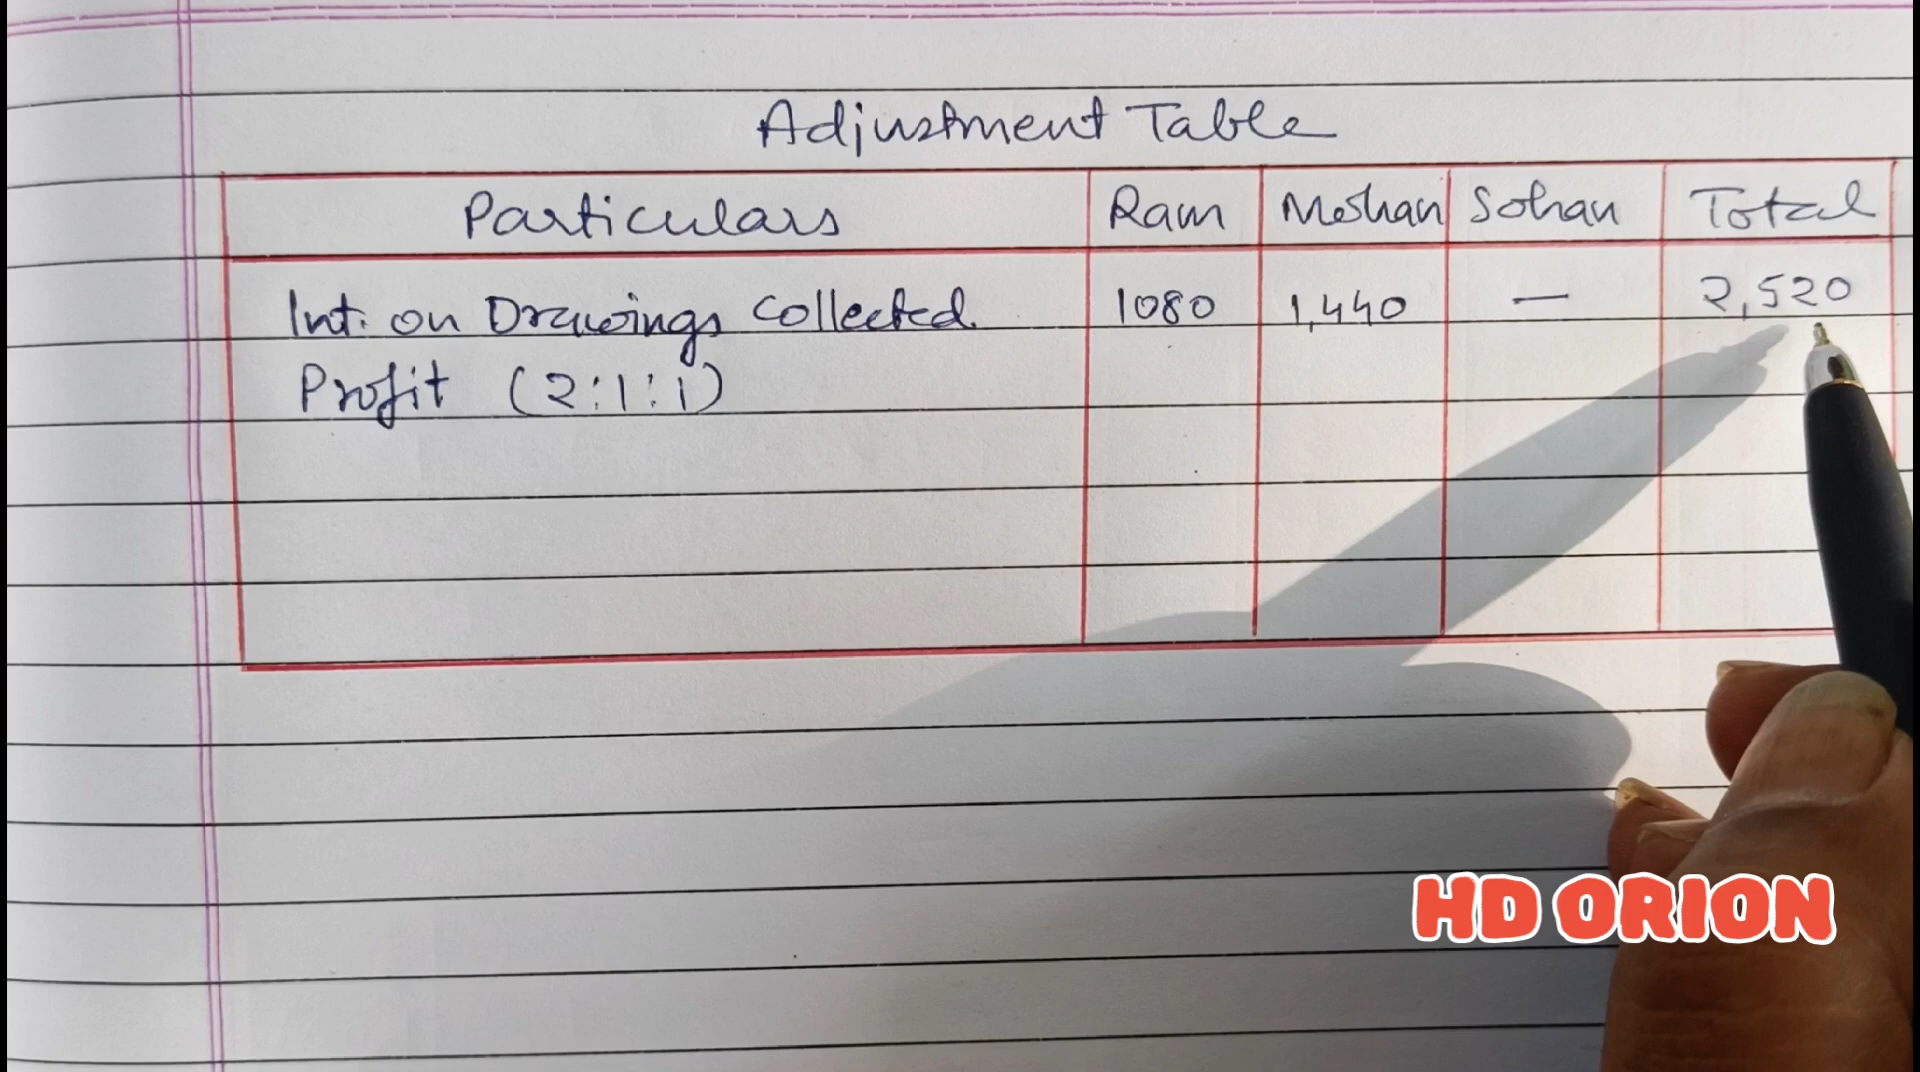 Adjustment Table
Particulars Ram Mohan Sohan Total
Int. on Drawings Collected. 1080 1,440 — 2,520
Profit (2:1:1)
HD ORION